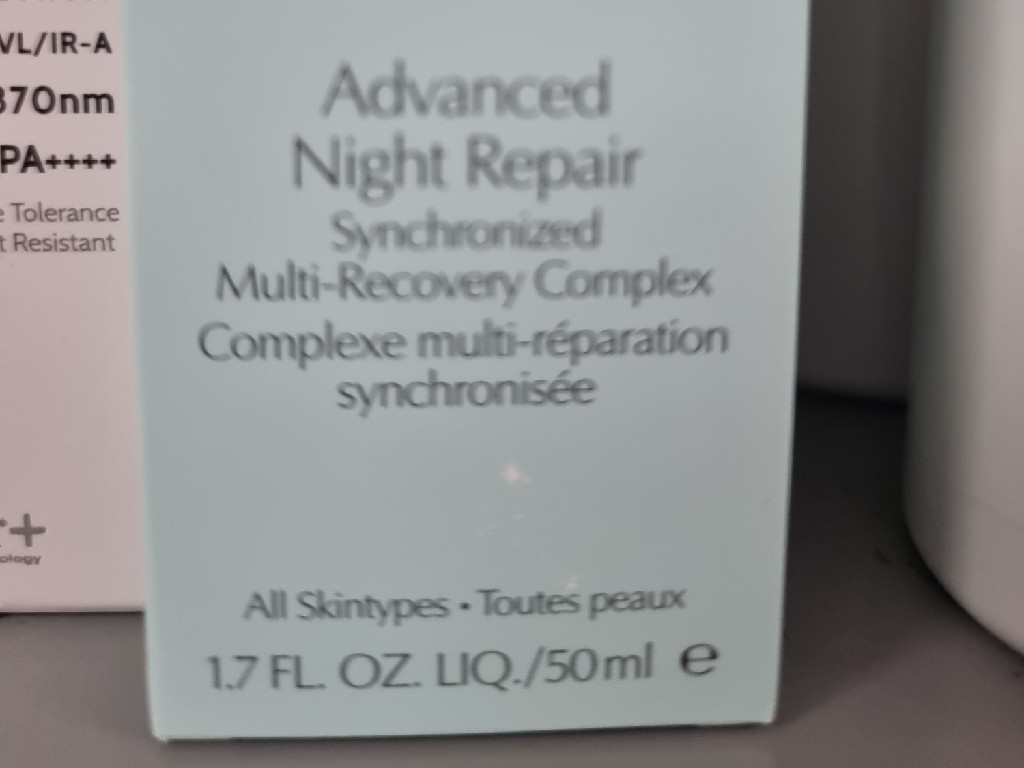 VL/IR-A
870nm
PA++++
Tolerance
Resistant
Advanced
Night Repair
Synchronized
Multi-Recovery Complex
Complexe multi-réparation
synchronisée
All Skintypes • Toutes peaux
1.7 FL. OZ. LIQ./50ml e